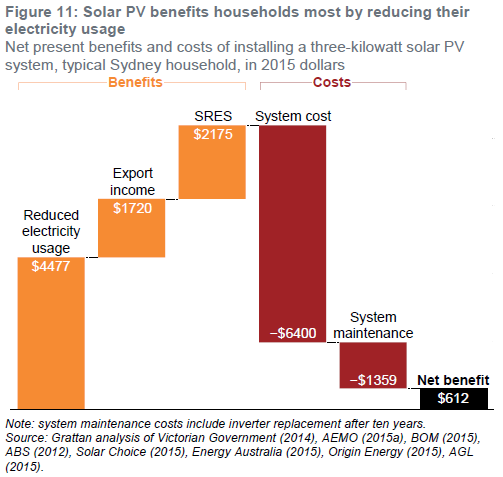 Figure 11: Solar PV benefits households most by reducing their
electricity usage
Net present benefits and costs of installing a three-kilowatt solar PV
system, typical Sydney household, in 2015 dollars
Benefits
Costs
SRES
System cost
$2175
Export
income
$1720
Reduced
electricity
usage
$4477
−$6400
System
maintenance
−$1359
Net benefit
$612
Note: system maintenance costs include inverter replacement after ten years.
Source: Grattan analysis of Victorian Government (2014), AEMO (2015a), BOM (2015),
ABS (2012), Solar Choice (2015), Energy Australia (2015), Origin Energy (2015), AGL
(2015).